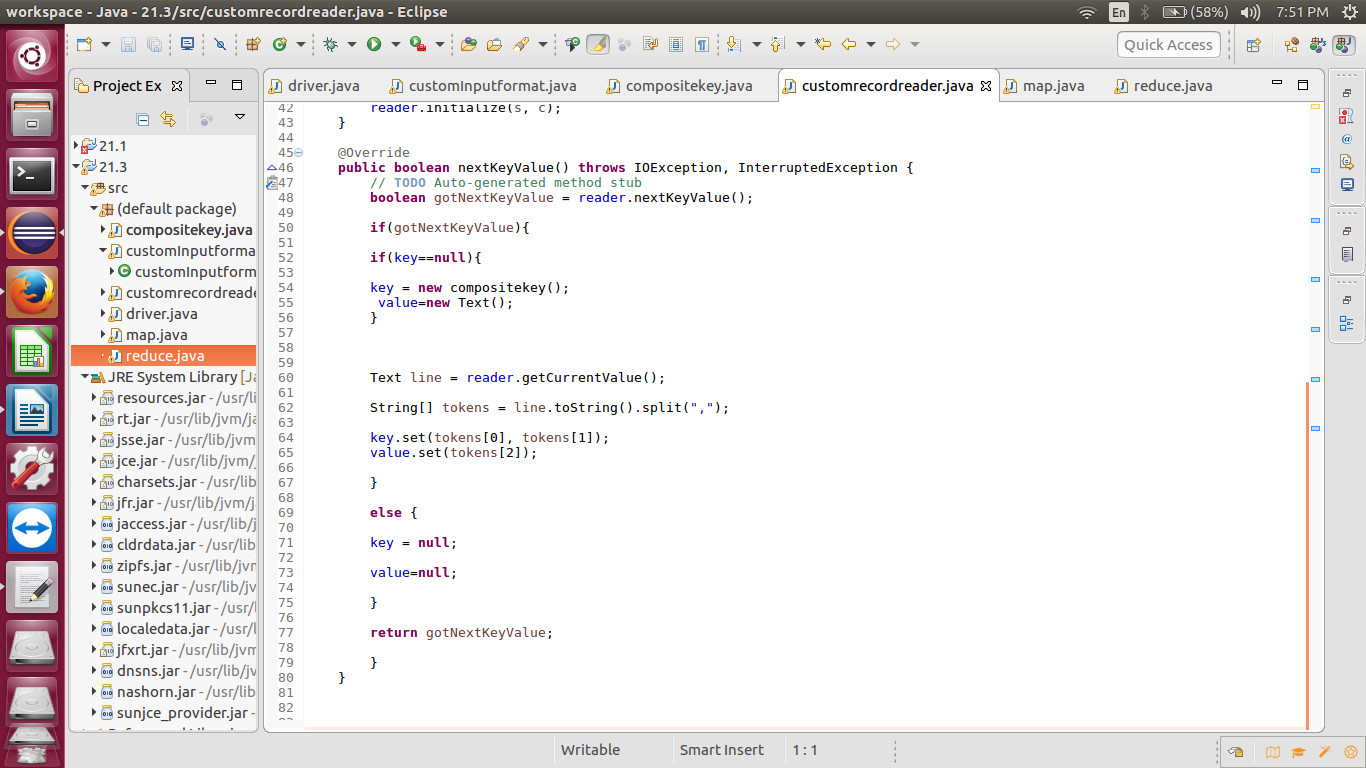 workspace - Java - 21.3/src/customrecordreader.java - Eclipse
En
(58%)
7:51 PM
Quick Access
Project Ex
driver.java
customInputformat.java
compositekey.java
customrecordreader.java
map.java
reduce.java
21.1
21.3
src
(default package)
compositekey.java
customInputforma
customInputform
customrecordreade
driver.java
map.java
reduce.java
JRE System Library [Ja
resources.jar - /usr/lib
rt.jar - /usr/lib/jvm/ja
jsse.jar - /usr/lib/jvm
jce.jar - /usr/lib/jvm/
charsets.jar - /usr/lib
jfr.jar - /usr/lib/jvm/j
jaccess.jar - /usr/lib/j
cldrdata.jar - /usr/lib
zipfs.jar - /usr/lib/jvm
sunec.jar - /usr/lib/jv
sunpkcs11.jar - /usr/l
localedata.jar - /usr/li
jfxrt.jar - /usr/lib/jvm
dnsns.jar - /usr/lib/jv
nashorn.jar - /usr/lib
sunjce_provider.jar -
42 reader.initialize(s, c);
43 }
44
45 @Override
46 public boolean nextKeyValue() throws IOException, InterruptedException {
47 // TODO Auto-generated method stub
48 boolean gotNextKeyValue = reader.nextKeyValue();
49
50 if(gotNextKeyValue){
51
52 if(key==null){
53
54 key = new compositekey();
55 value=new Text();
56 }
57
58
59
60 Text line = reader.getCurrentValue();
61
62 String[] tokens = line.toString().split(",");
63
64 key.set(tokens[0], tokens[1]);
65 value.set(tokens[2]);
66
67 }
68
69 else {
70
71 key = null;
72
73 value=null;
74
75 }
76
77 return gotNextKeyValue;
78
79 }
80 }
81
82
Writable
Smart Insert
1 : 1